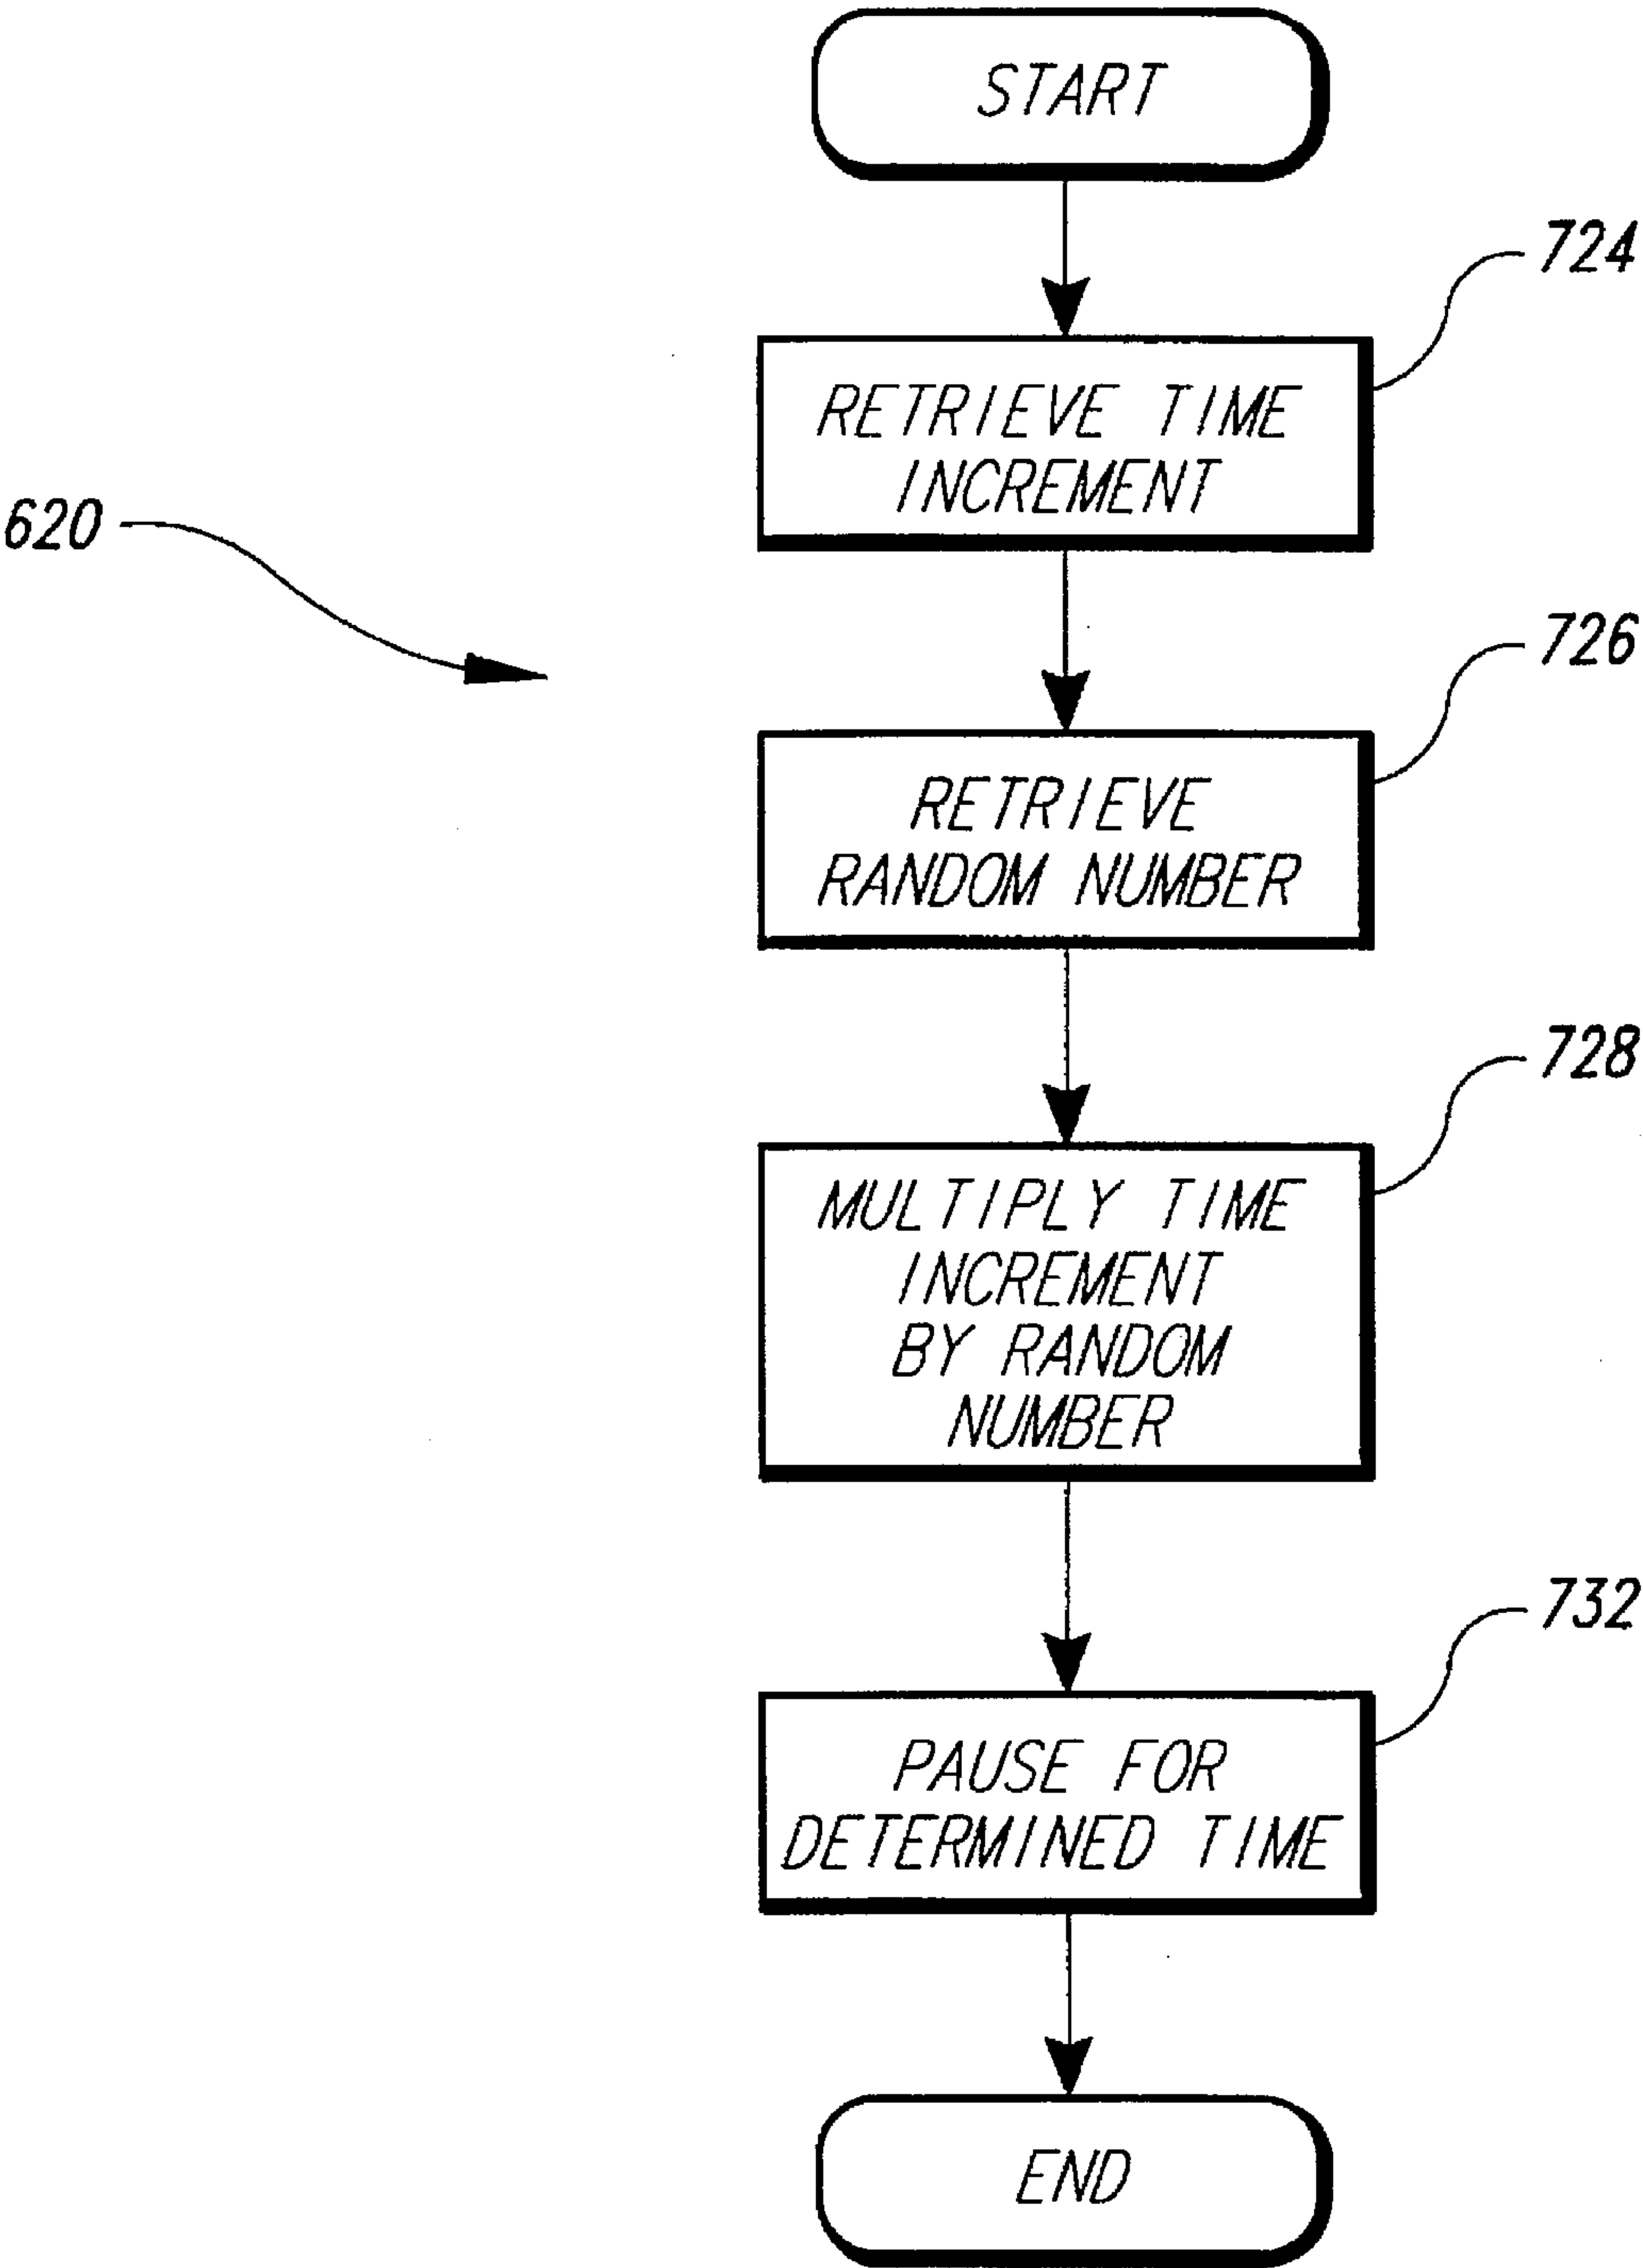 START
724
RETRIEVE TIME
INCREMENT
620
726
RETRIEVE
RANDOM NUMBER
728
MULTIPLY TIME
INCREMENT
BY RANDOM
NUMBER
732
PAUSE FOR
DETERMINED TIME
END